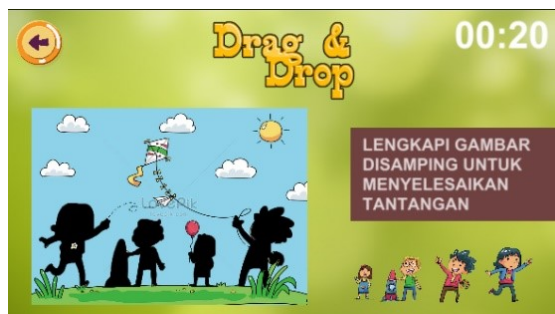 Drag &
Drop
00:20
LENGKAPI GAMBAR
DISAMPING UNTUK
MENYELESAIKAN
TANTANGAN